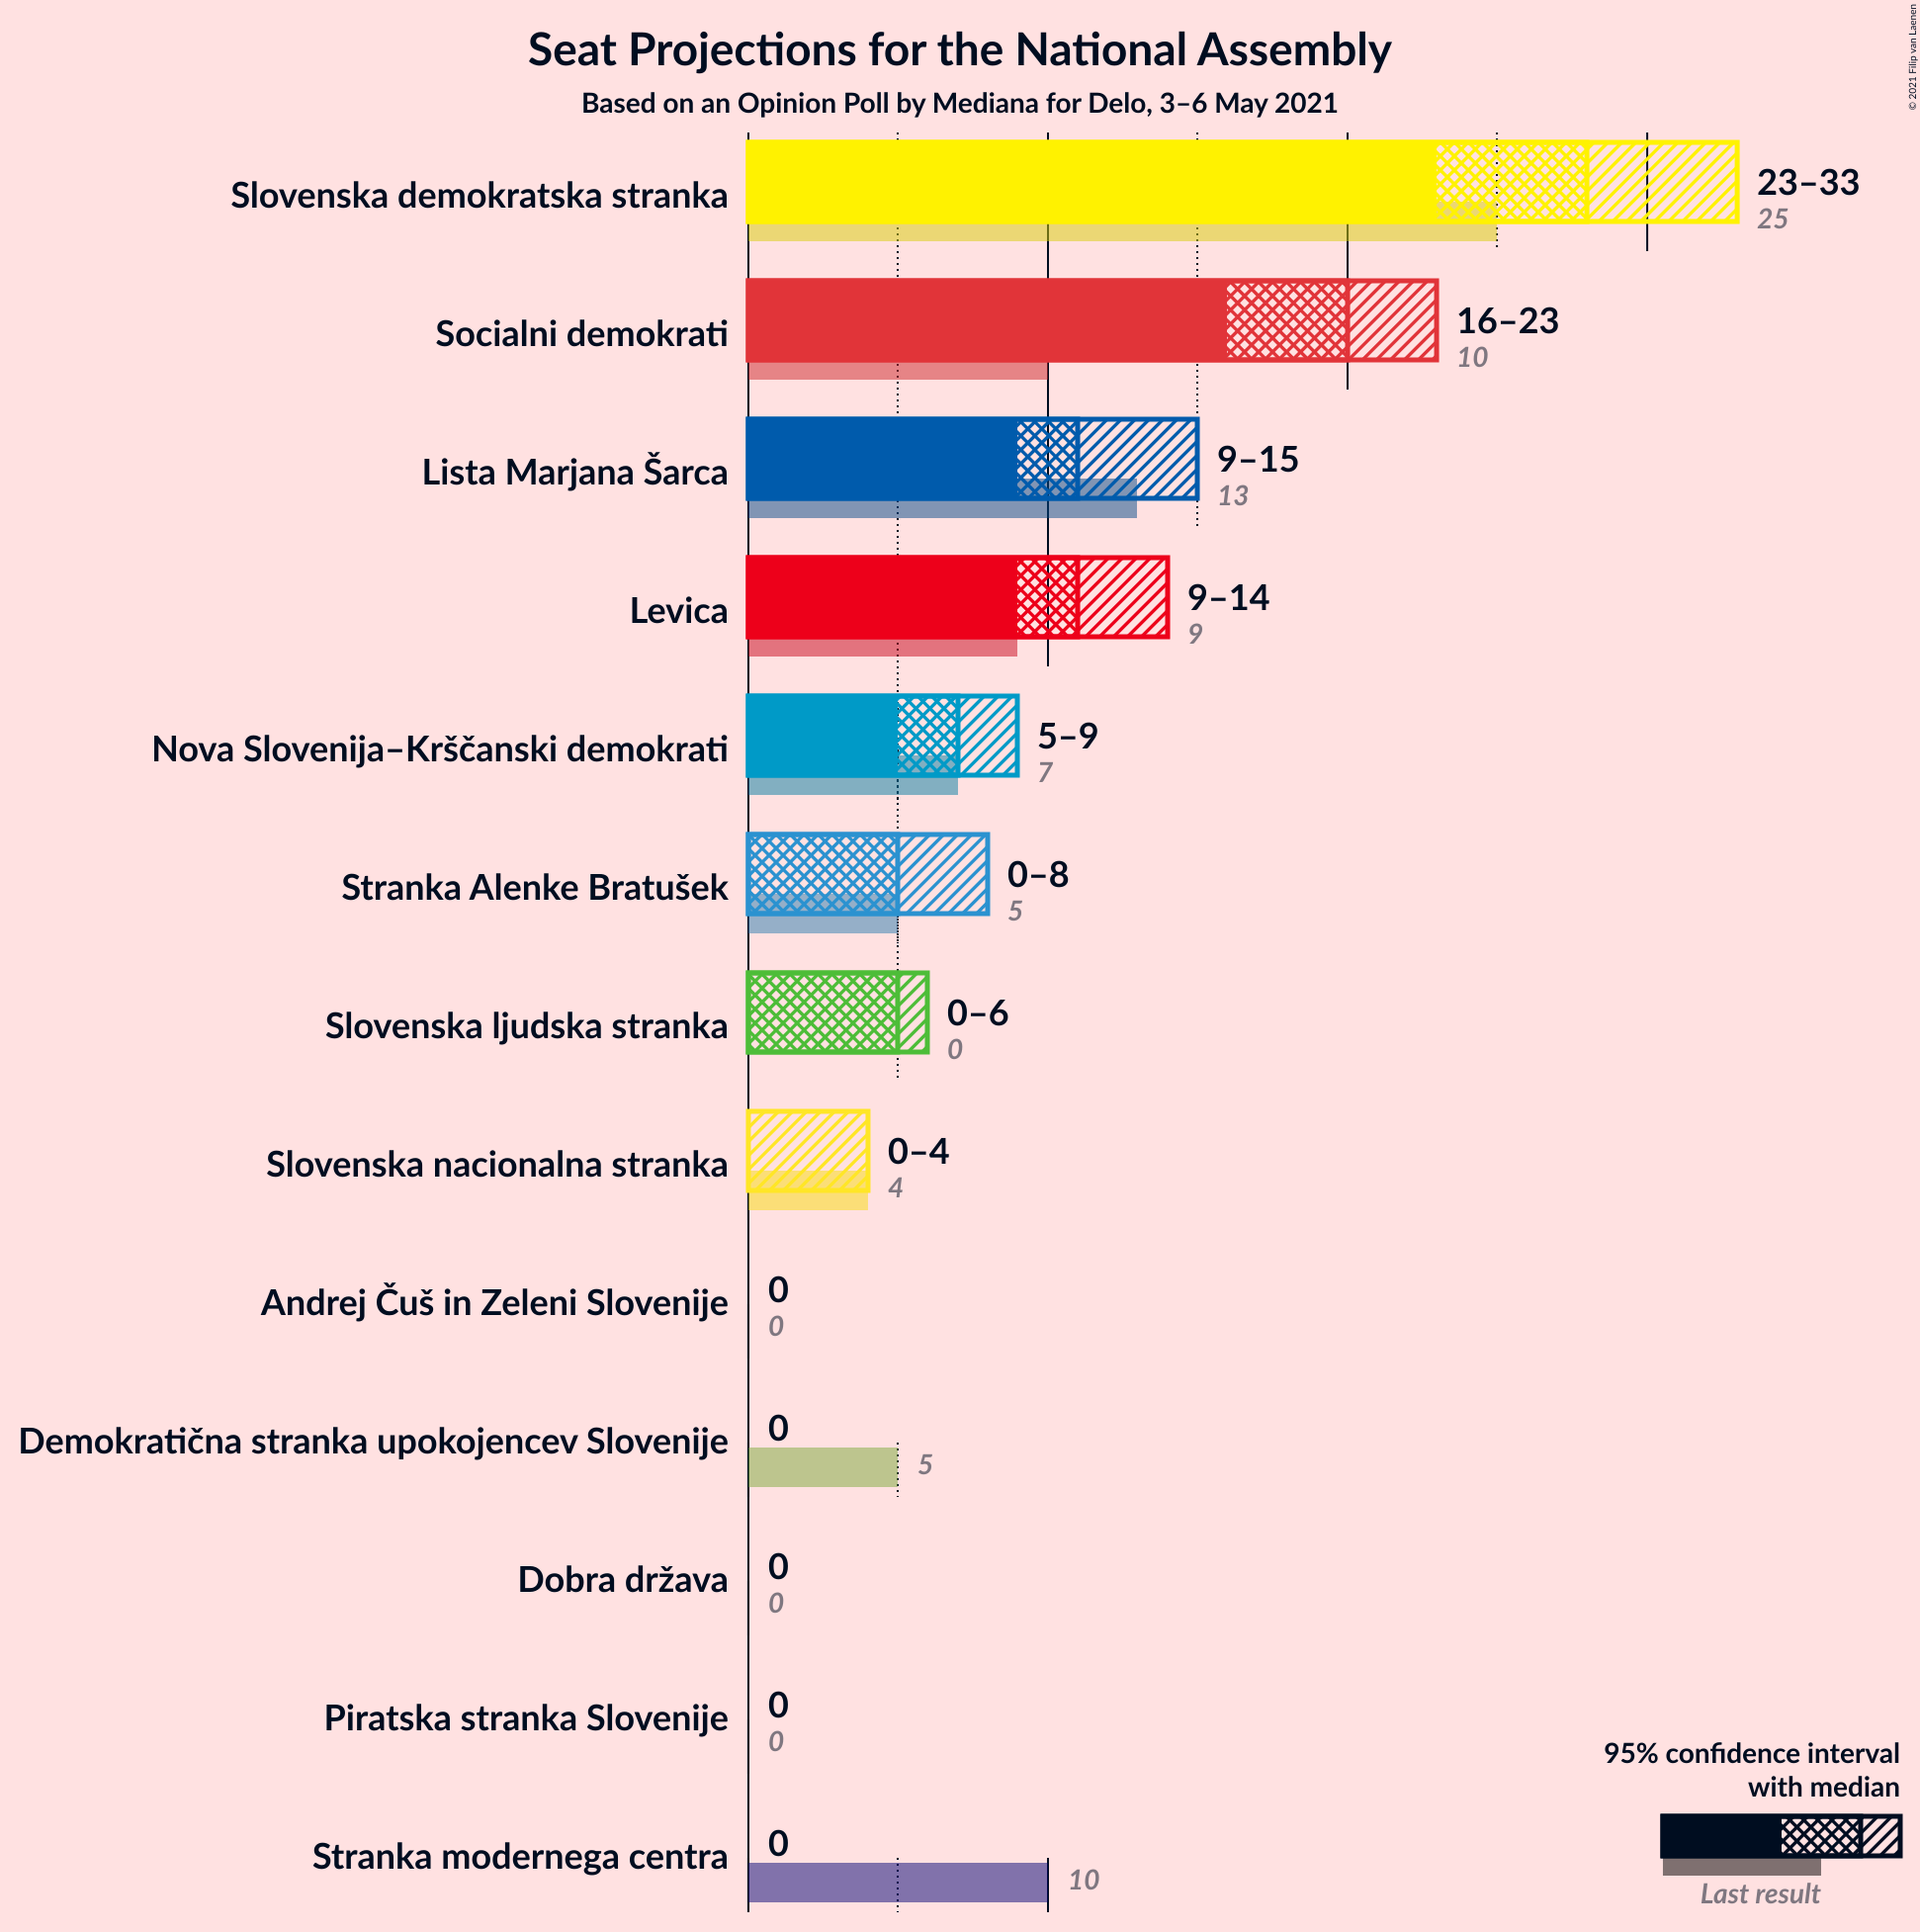 Seat Projections for the National Assembly
Based on an Opinion Poll by Mediana for Delo, 3–6 May 2021
© 2021 Filip van Laenen
Slovenska demokratska stranka
23–33
25
Socialni demokrati
16–23
10
Lista Marjana Šarca
9–15
13
Levica
9–14
9
Nova Slovenija–Krščanski demokrati
5–9
7
Stranka Alenke Bratušek
0–8
5
Slovenska ljudska stranka
0–6
0
Slovenska nacionalna stranka
0–4
4
Andrej Čuš in Zeleni Slovenije
0
0
Demokratična stranka upokojencev Slovenije
0
5
Dobra država
0
0
Piratska stranka Slovenije
0
0
Stranka modernega centra
0
10
95% confidence interval
with median
Last result